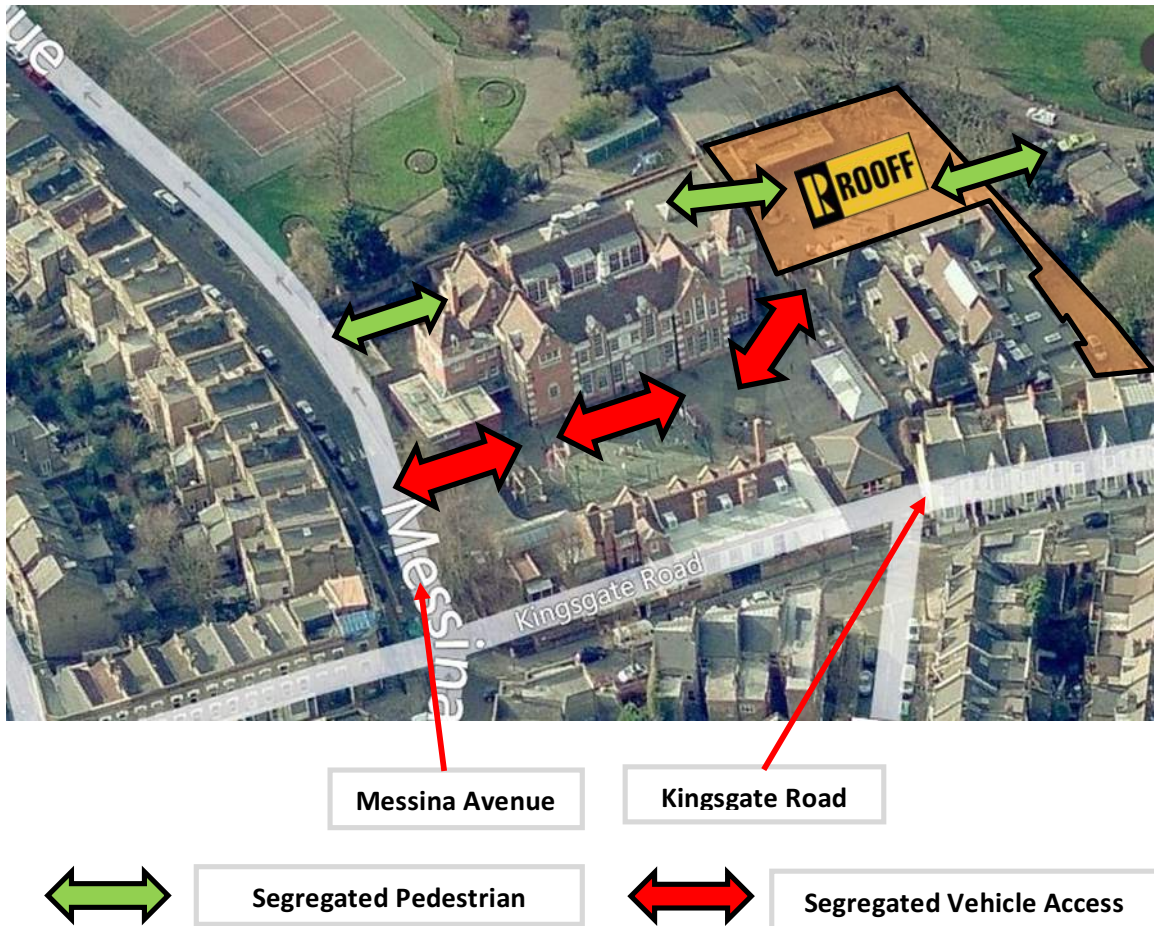 ue
ROOFF
Messina
Kingsgate Road
Messina Avenue
Kingsgate Road
Segregated Pedestrian
Segregated Vehicle Access